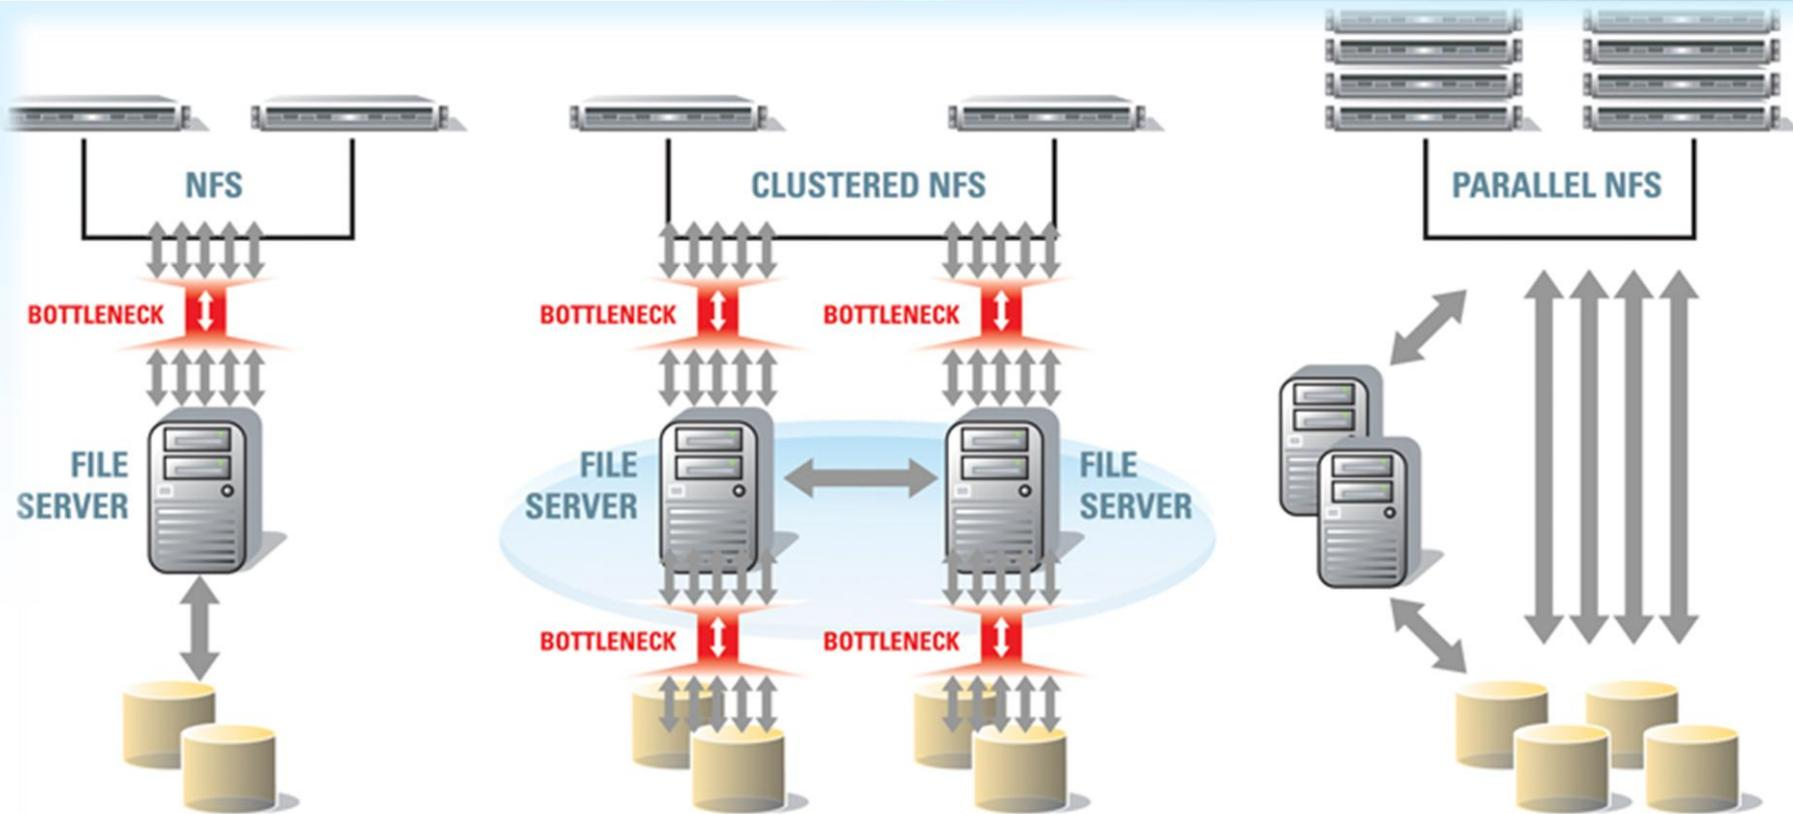 NFS
CLUSTERED NFS
PARALLEL NFS
BOTTLENECK
BOTTLENECK
BOTTLENECK
FILE
SERVER
FILE
SERVER
FILE
SERVER
BOTTLENECK
BOTTLENECK